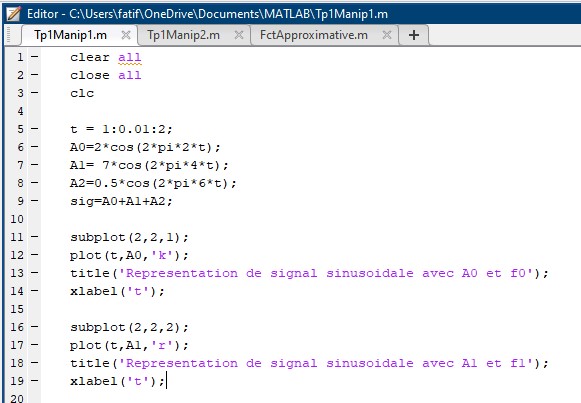 Editor - C:\Users\fatif\OneDrive\Documents\MATLAB\Tp1Manip1.m
Tp1Manip1.m × Tp1Manip2.m × FctApproximative.m × +
1 – clear all
2 – close all
3 – clc
4
5 – t = 1:0.01:2;
6 – A0=2*cos(2*pi*2*t);
7 – A1= 7*cos(2*pi*4*t);
8 – A2=0.5*cos(2*pi*6*t);
9 – sig=A0+A1+A2;
10
11 – subplot(2,2,1);
12 – plot(t,A0,'k');
13 – title('Representation de signal sinusoidale avec A0 et f0');
14 – xlabel('t');
15
16 – subplot(2,2,2);
17 – plot(t,A1,'r');
18 – title('Representation de signal sinusoidale avec A1 et f1');
19 – xlabel('t');
20